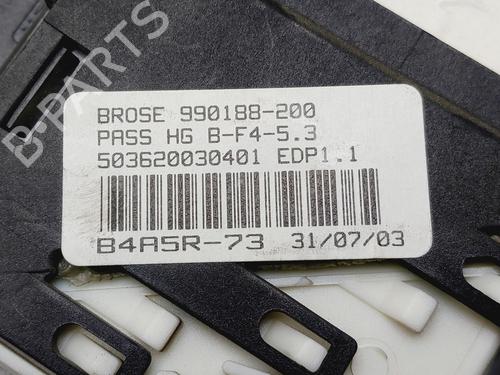 B-PARTS
BROSE 990188-200
PASS HG B-F4-5.3
503620030401 EDP1.1
B4A5R-73 31/07/03